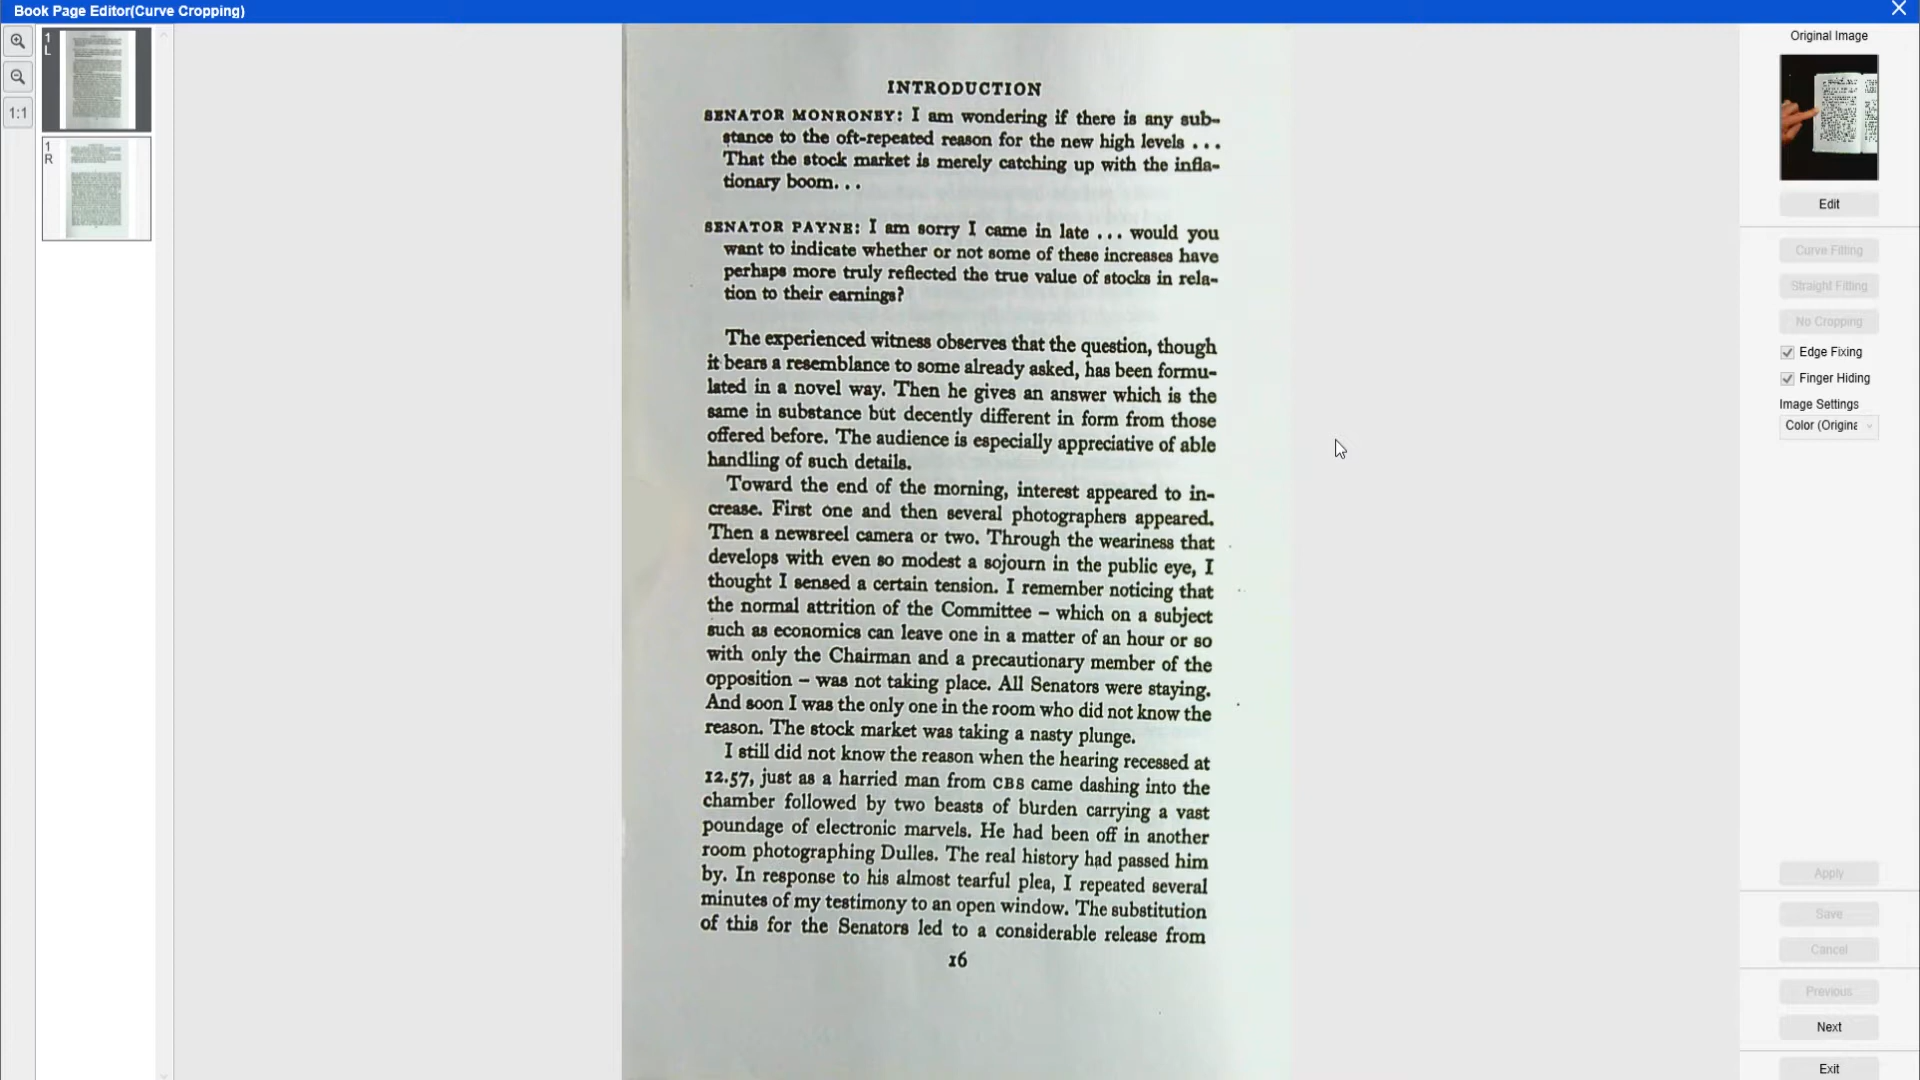 Book Page Editor(Curve Cropping)
1
L
1
R
1:1
INTRODUCTION
SENATOR MONRONEY: I am wondering if there is any sub-
stance to the oft-repeated reason for the new high levels ...
That the stock market is merely catching up with the infla-
tionary boom...
SENATOR PAYNE: I am sorry I came in late ... would you
want to indicate whether or not some of these increases have
perhaps more truly reflected the true value of stocks in rela-
tion to their earnings?
The experienced witness observes that the question, though
it bears a resemblance to some already asked, has been formu-
lated in a novel way. Then he gives an answer which is the
same in substance but decently different in form from those
offered before. The audience is especially appreciative of able
handling of such details.
Toward the end of the morning, interest appeared to in-
crease. First one and then several photographers appeared.
Then a newsreel camera or two. Through the weariness that
develops with even so modest a sojourn in the public eye, I
thought I sensed a certain tension. I remember noticing that
the normal attrition of the Committee – which on a subject
such as economics can leave one in a matter of an hour or so
with only the Chairman and a precautionary member of the
opposition – was not taking place. All Senators were staying.
And soon I was the only one in the room who did not know the
reason. The stock market was taking a nasty plunge.
I still did not know the reason when the hearing recessed at
12.57, just as a harried man from CBS came dashing into the
chamber followed by two beasts of burden carrying a vast
poundage of electronic marvels. He had been off in another
room photographing Dulles. The real history had passed him
by. In response to his almost tearful plea, I repeated several
minutes of my testimony to an open window. The substitution
of this for the Senators led to a considerable release from
16
Original Image
Edit
Curve Fitting
Straight Fitting
No Cropping
Edge Fixing
Finger Hiding
Image Settings
Color (Origina
Apply
Save
Cancel
Previous
Next
Exit